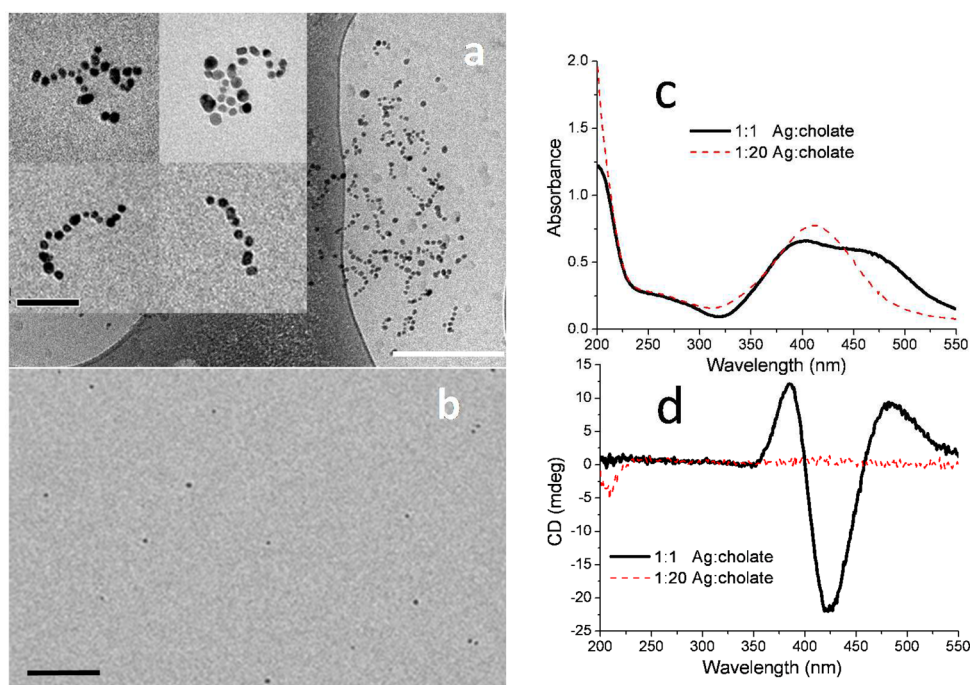 a
b
c
2.0
1.5
1.0
0.5
0.0
Absorbance
1:1 Ag:cholate
1:20 Ag:cholate
200 250 300 350 400 450 500 550
Wavelength (nm)
d
15
10
5
0
-5
-10
-15
-20
-25
CD (mdeg)
1:1 Ag:cholate
1:20 Ag:cholate
200 250 300 350 400 450 500 550
Wavelength (nm)